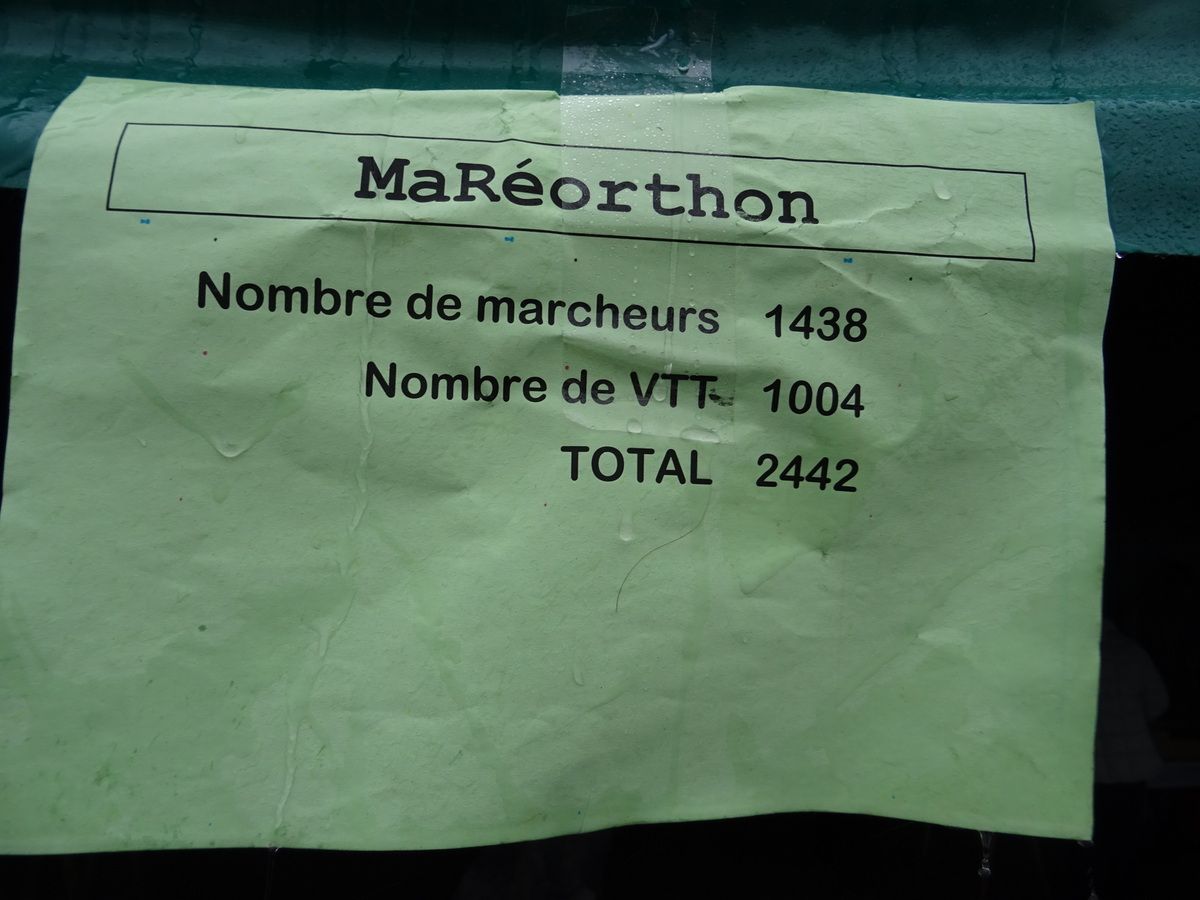 MaRéorthon
Nombre de marcheurs 1438
Nombre de VTT 1004
TOTAL 2442